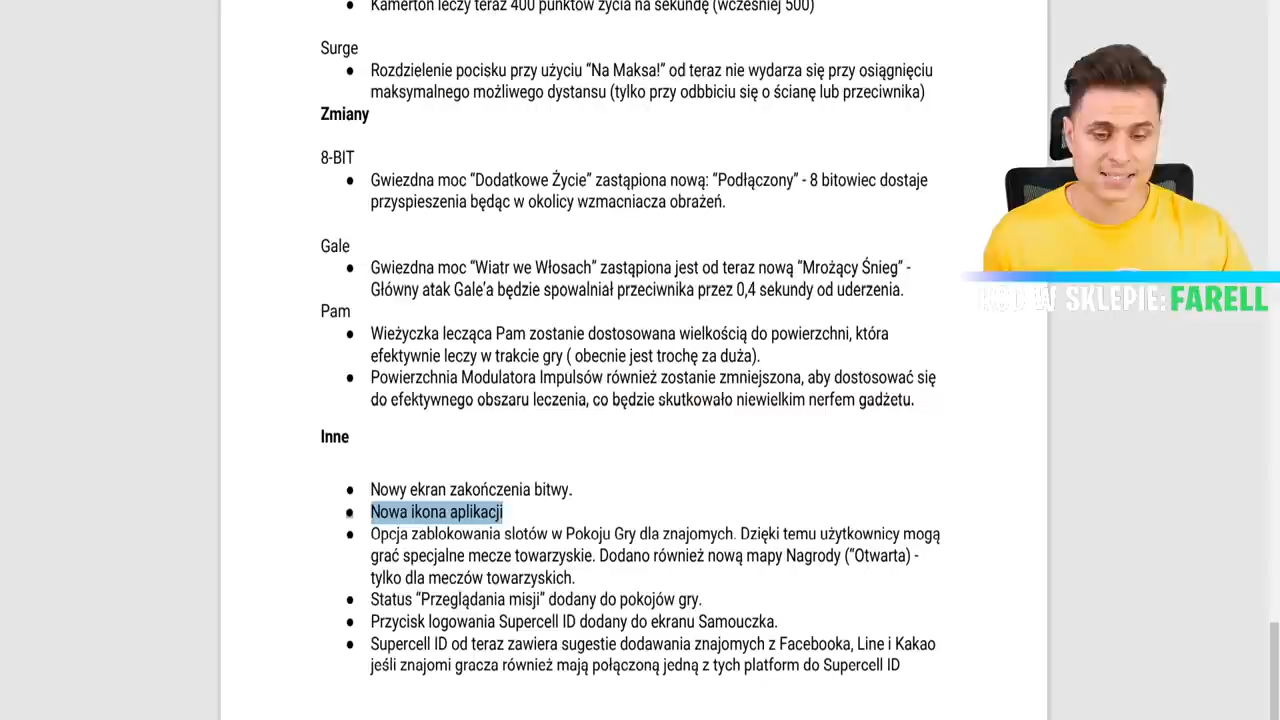 Kamerton leczy teraz 400 punktów życia na sekundę (wcześniej 500)
Surge
● Rozdzielenie pocisku przy użyciu “Na Maksa!” od teraz nie wydarza się przy osiągnięciu
maksymalnego możliwego dystansu (tylko przy odbbiciu się o ścianę lub przeciwnika)
Zmiany
8-BIT
● Gwiezdna moc “Dodatkowe Życie” zastąpiona nową: “Podłączony” - 8 bitowiec dostaje
przyspieszenia będąc w okolicy wzmacniacza obrażeń.
Gale
● Gwiezdna moc “Wiatr we Włosach” zastąpiona jest od teraz nową ”Mrożący Śnieg” -
Główny atak Gale’a będzie spowalniał przeciwnika przez 0,4 sekundy od uderzenia.
Pam
● Wieżyczka lecząca Pam zostanie dostosowana wielkością do powierzchni, która
efektywnie leczy w trakcie gry ( obecnie jest trochę za duża).
● Powierzchnia Modulatora Impulsów również zostanie zmniejszona, aby dostosować się
do efektywnego obszaru leczenia, co będzie skutkowało niewielkim nerfem gadżetu.
Inne
● Nowy ekran zakończenia bitwy.
● Nowa ikona aplikacji
● Opcja zablokowania slotów w Pokoju Gry dla znajomych. Dzięki temu użytkownicy mogą
grać specjalne mecze towarzyskie. Dodano również nową mapy Nagrody (“Otwarta) -
tylko dla meczów towarzyskich.
● Status “Przeglądania misji” dodany do pokojów gry.
● Przycisk logowania Supercell ID dodany do ekranu Samouczka.
● Supercell ID od teraz zawiera sugestie dodawania znajomych z Facebooka, Line i Kakao
jeśli znajomi gracza również mają połączoną jedną z tych platform do Supercell ID
KOD W SKLEPIE: FARELL